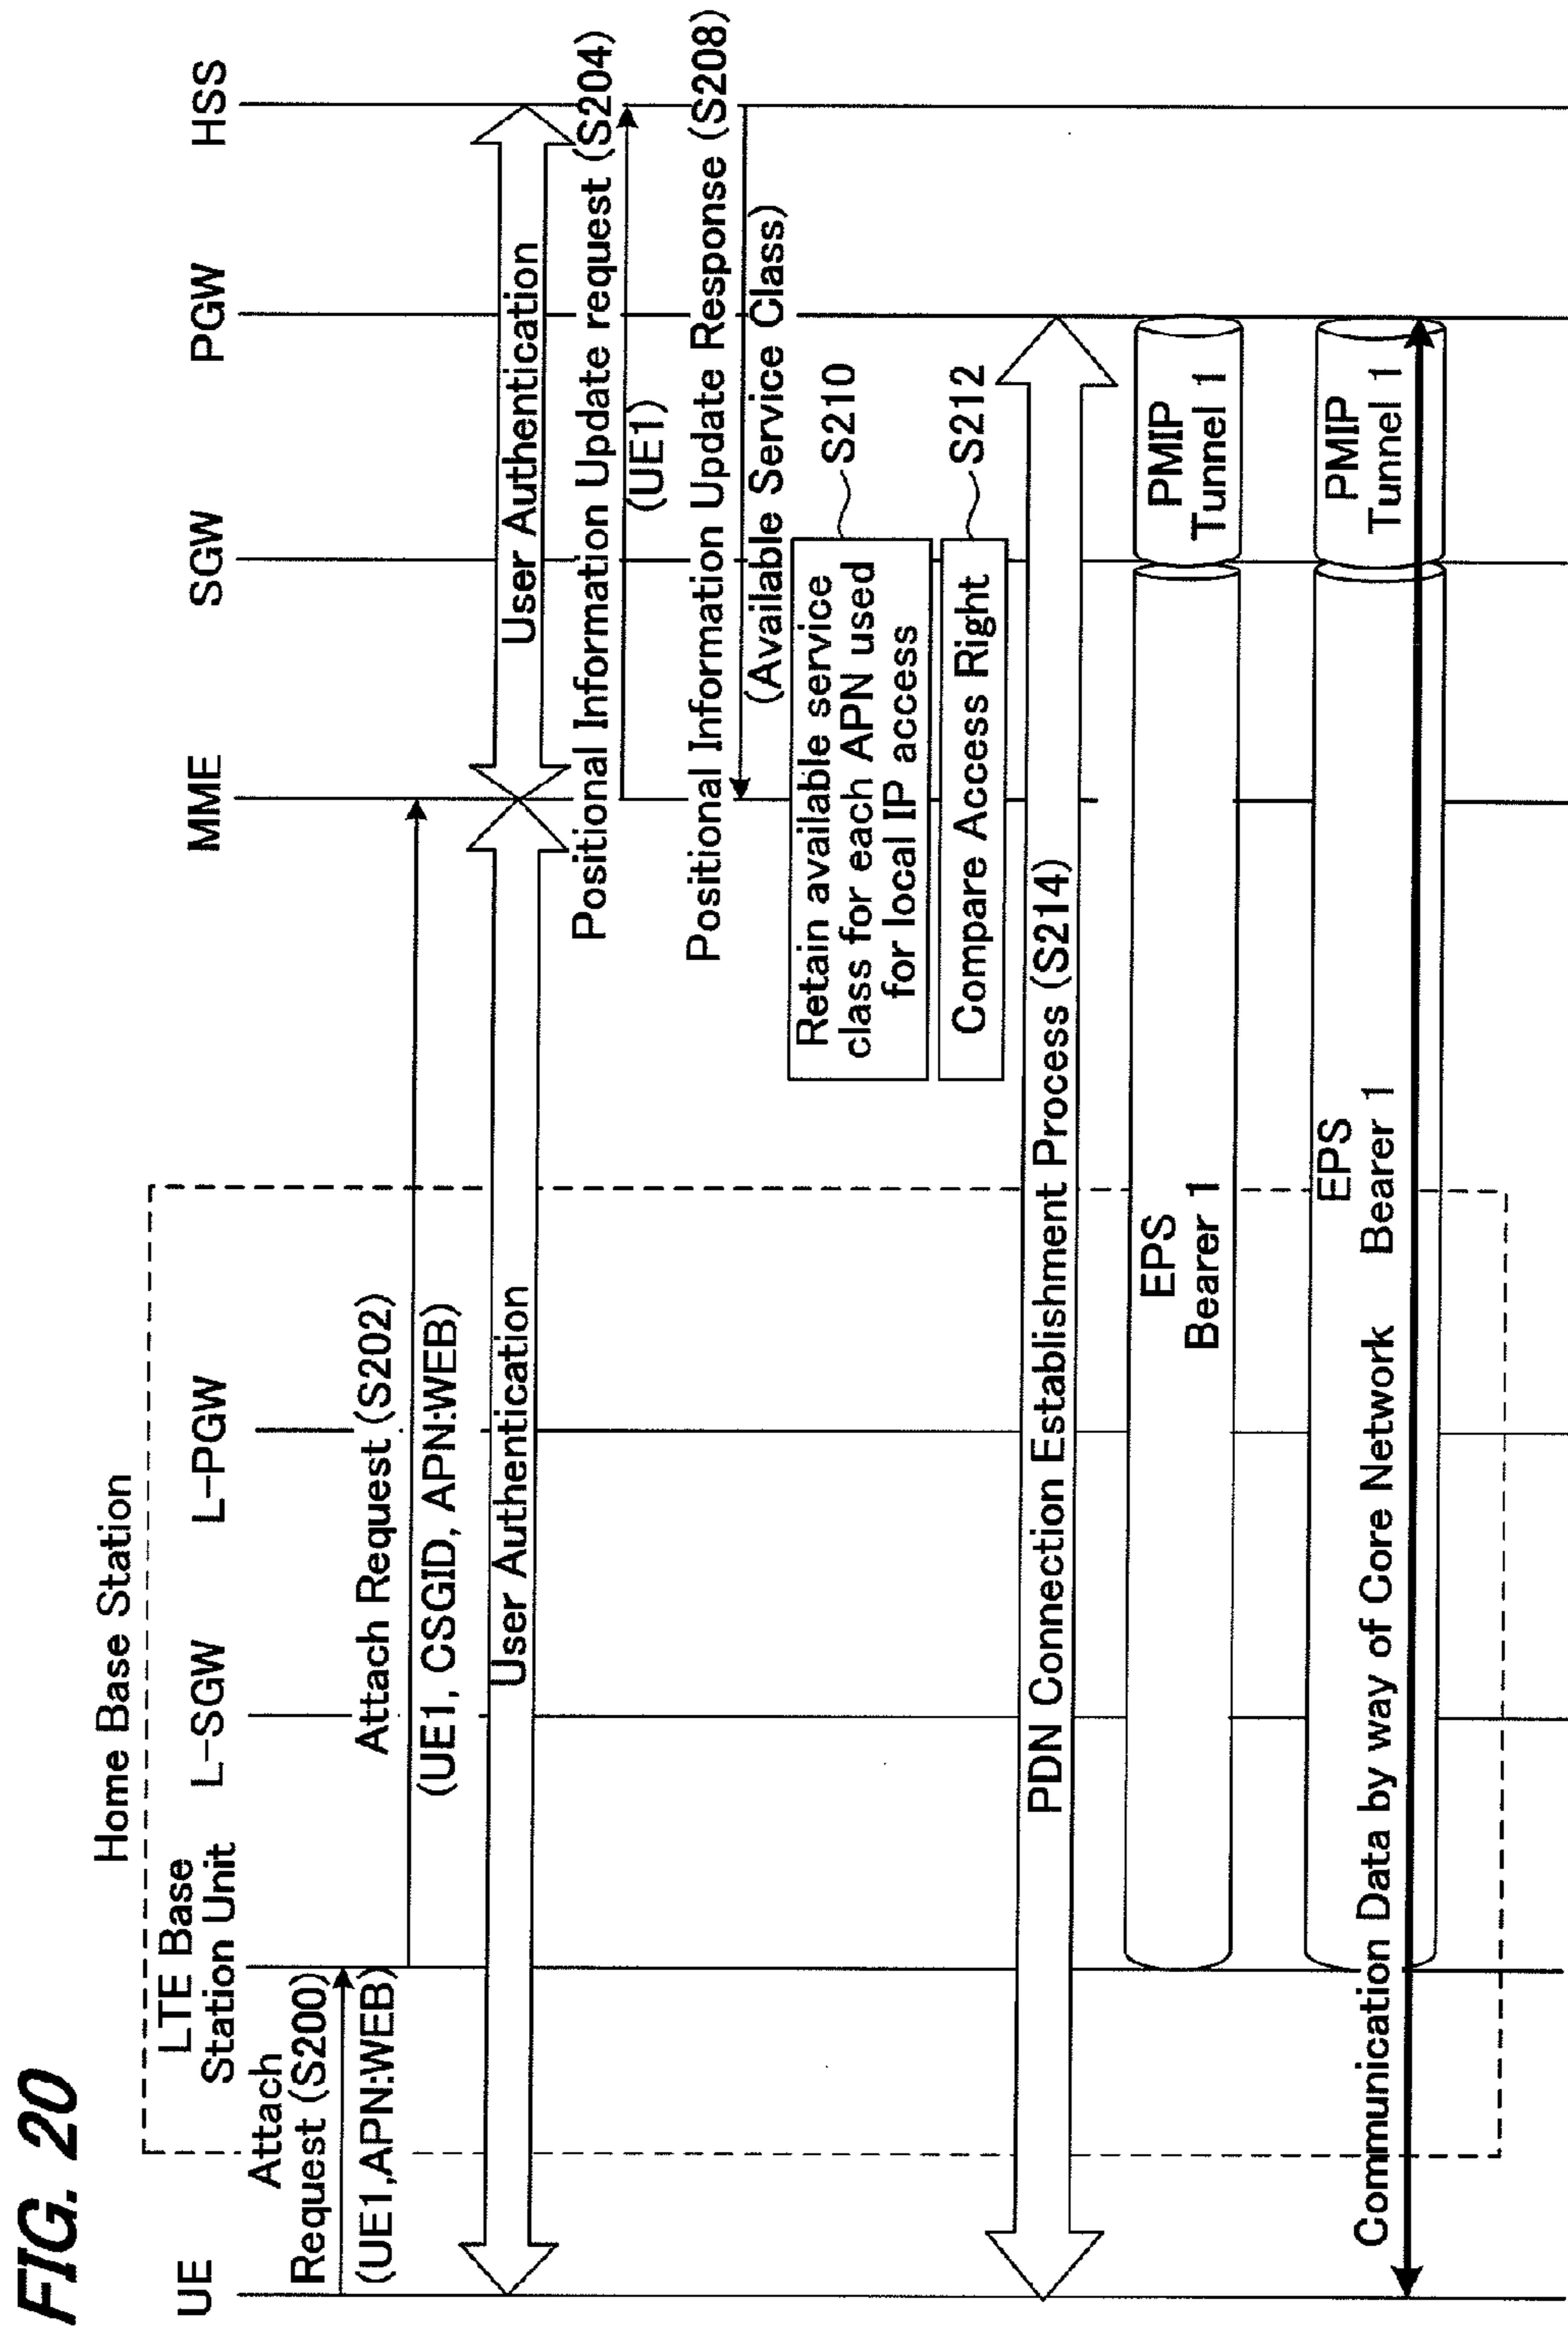 FIG. 20
Home Base Station
UE
LTE Base
Station Unit
L-SGW
L-PGW
MME
SGW
PGW
HSS
Attach
Request (S200)
(UE1,APN:WEB)
Attach Request (S202)
(UE1, CSGID, APN:WEB)
User Authentication
User Authentication
Positional Information Update request (S204)
(UE1)
Positional Information Update Response (S208)
(Available Service Class)
Retain available service
class for each APN used
for local IP access
S210
Compare Access Right
S212
PDN Connection Establishment Process (S214)
EPS
Bearer 1
PMIP
Tunnel 1
EPS
Bearer 1
PMIP
Tunnel 1
Communication Data by way of Core Network